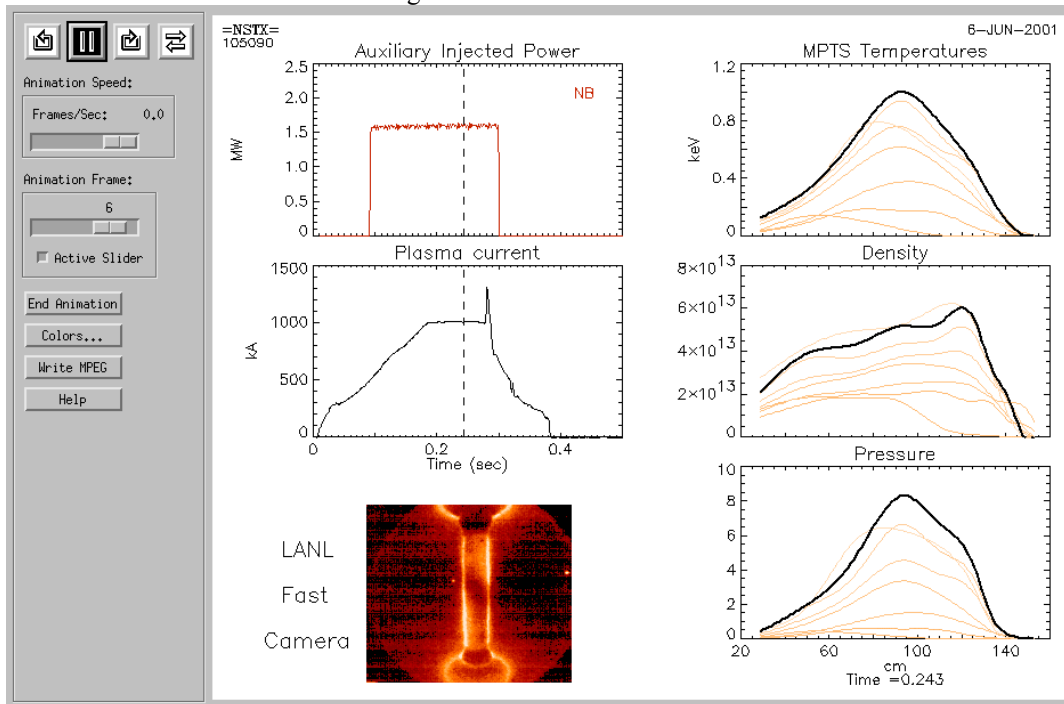 =NSTX=
105090
6-JUN-2001
Animation Speed:
Frames/Sec: 0.0
Animation Frame:
6
Active Slider
End Animation
Colors...
Write MPEG
Help
Auxiliary Injected Power
2.5
2.0
1.5
1.0
0.5
0
MW
NB
Plasma current
1500
1000
500
0
kA
0 0.2 0.4
Time (sec)
LANL
Fast
Camera
MPTS Temperatures
1.2
0.8
0.4
0
keV
Density
8×10¹³
6×10¹³
4×10¹³
2×10¹³
0
Pressure
10
8
6
4
2
0
20 60 100 140
cm
Time =0.243